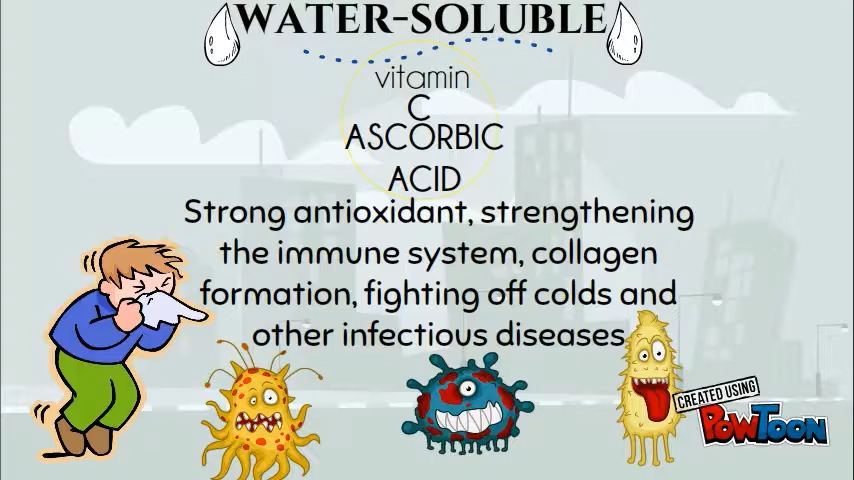 WATER-SOLUBLE
vitamin
C
ASCORBIC
ACID
Strong antioxidant, strengthening
the immune system, collagen
formation, fighting off colds and
other infectious diseases
CREATED USING
POWTOON